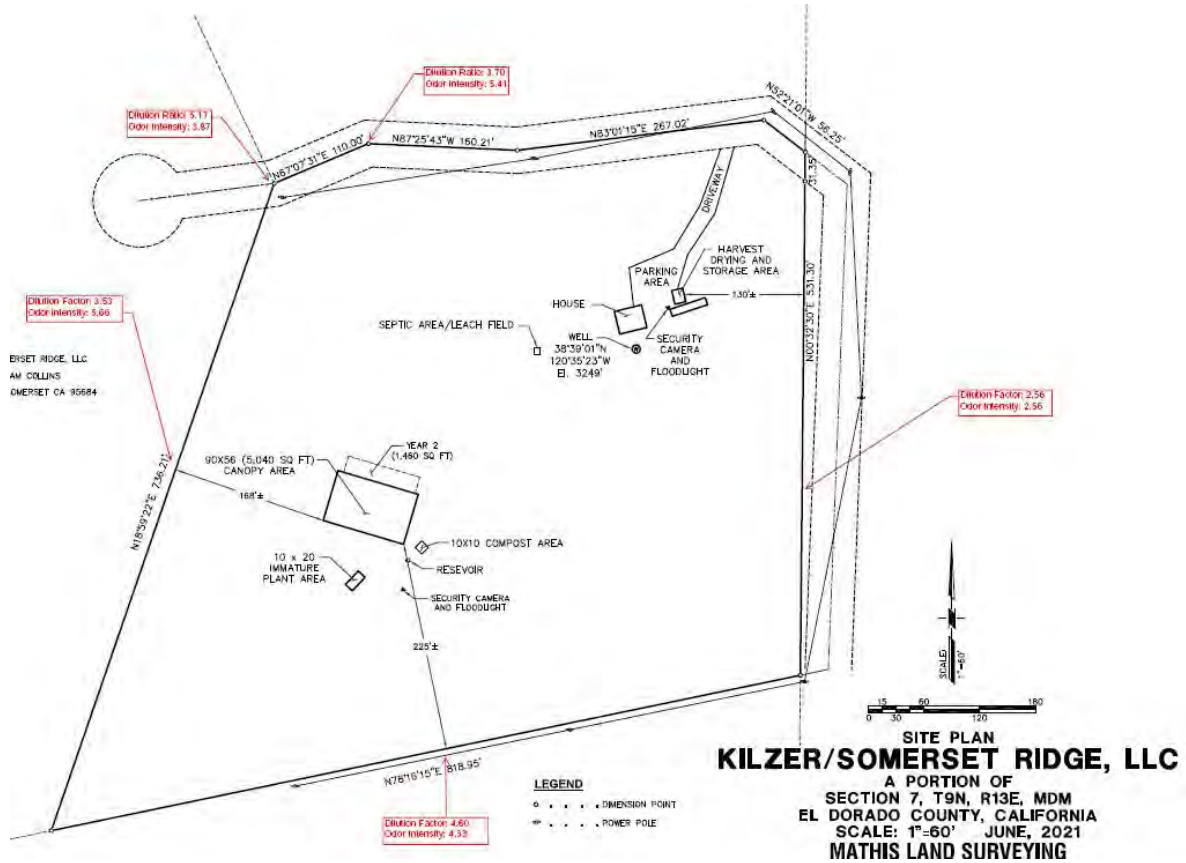 Dilution Ratio: 3.70
Odor Intensity: 5.41
Dilution Ratio: 5.17
Odor Intensity: 3.87
N67°07'31"E 110.00'
N87°25'43"W 160.21'
N83°01'15"E 267.02'
N52°21'01"W 56.25'
31.35'
DRIVEWAY
HARVEST
DRYING AND
STORAGE AREA
PARKING
AREA
130'±
HOUSE
SEPTIC AREA/LEACH FIELD
WELL
38°39'01"N
120°35'23"W
El. 3249'
SECURITY
CAMERA
AND
FLOODLIGHT
N00°32'30"E 531.30'
Dilution Factor: 3.53
Odor Intensity: 5.66
ERSET RIDGE, LLC
AM COLLINS
OMERSET CA 95684
Dilution Factor: 2.56
Odor Intensity: 2.56
YEAR 2
(1,460 SQ FT)
90X56 (5,040 SQ FT)
CANOPY AREA
168'±
N18°59'22"E 736.21'
10X10 COMPOST AREA
RESEVOIR
10 x 20
IMMATURE
PLANT AREA
SECURITY CAMERA
AND FLOODLIGHT
225'±
N78°16'15"E 818.95'
Dilution Factor: 4.60
Odor Intensity: 4.33
LEGEND
DIMENSION POINT
POWER POLE
SCALE: 1"=60'
15 60 180
0 30 120
SITE PLAN
KILZER/SOMERSET RIDGE, LLC
A PORTION OF
SECTION 7, T9N, R13E, MDM
EL DORADO COUNTY, CALIFORNIA
SCALE: 1"=60' JUNE, 2021
MATHIS LAND SURVEYING